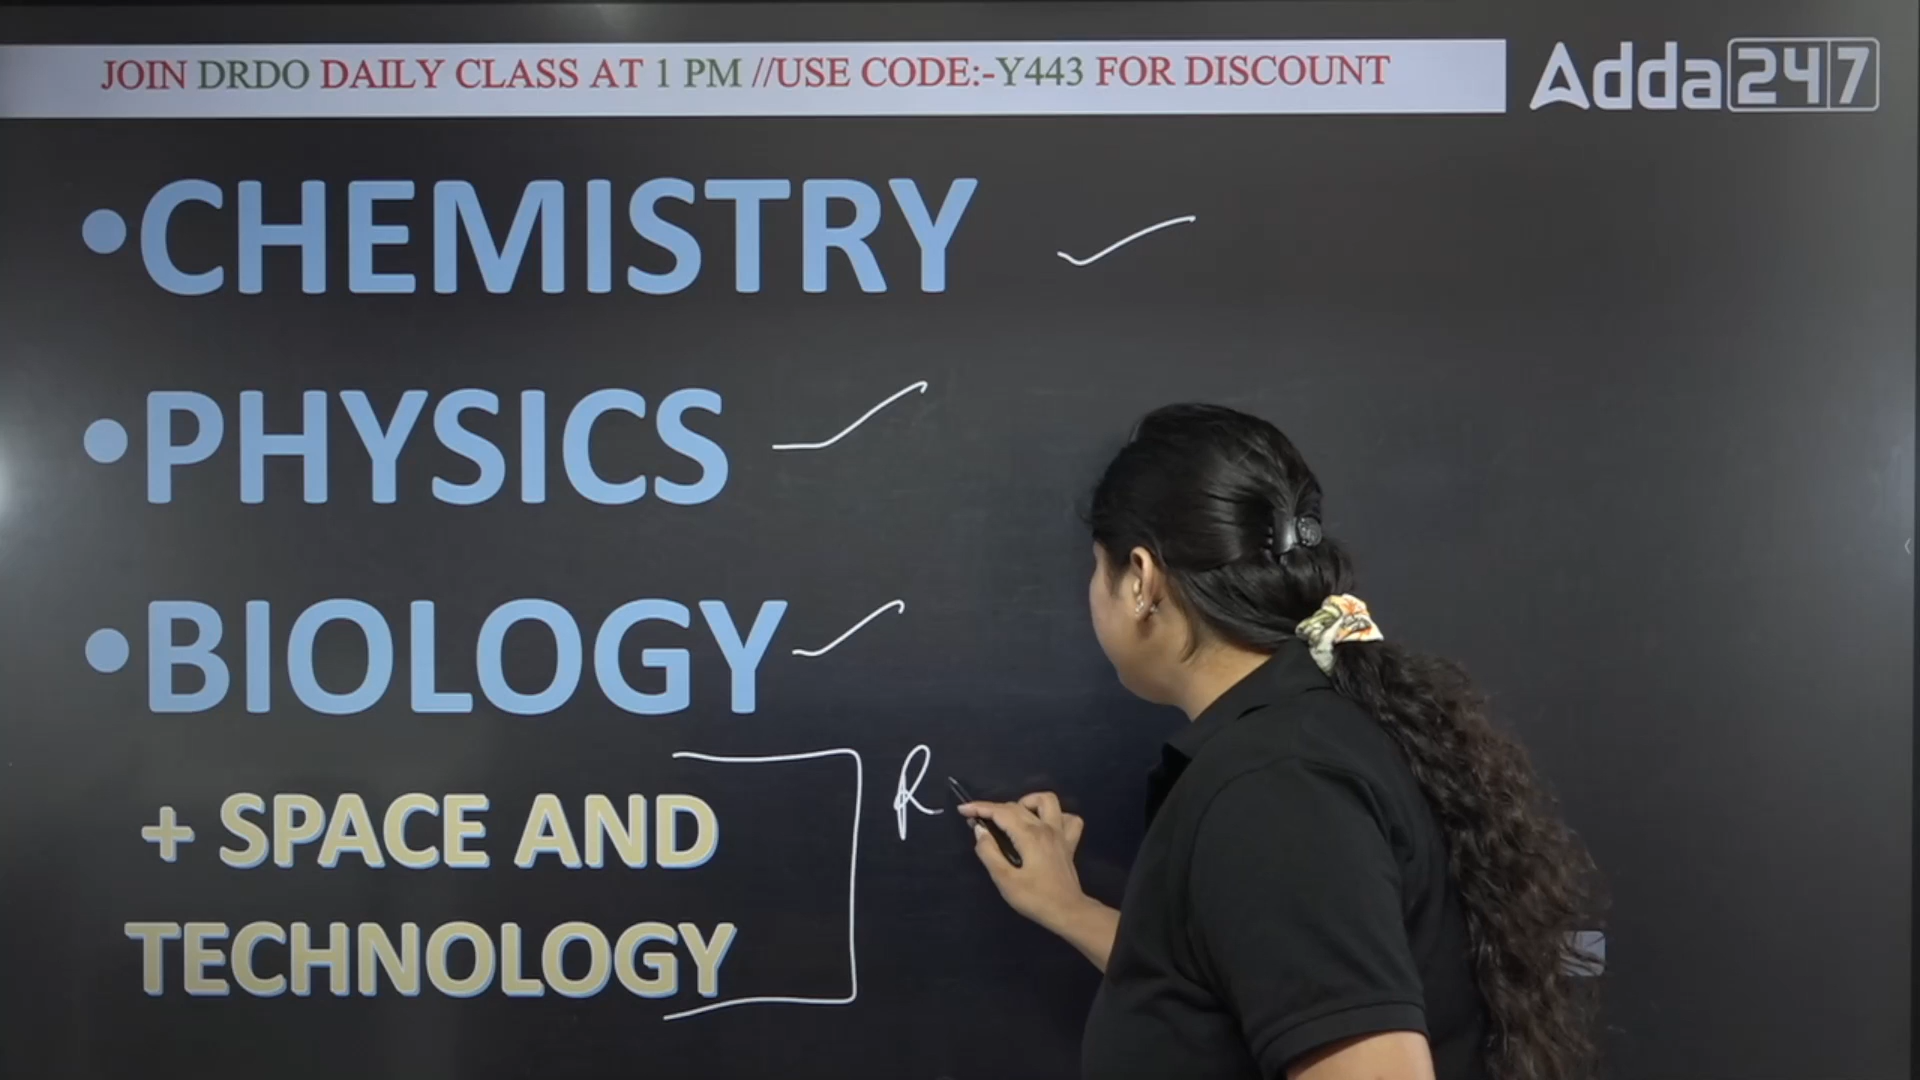 JOIN DRDO DAILY CLASS AT 1 PM //USE CODE:-Y443 FOR DISCOUNT
Adda247
•CHEMISTRY
•PHYSICS
•BIOLOGY
R
+ SPACE AND
TECHNOLOGY